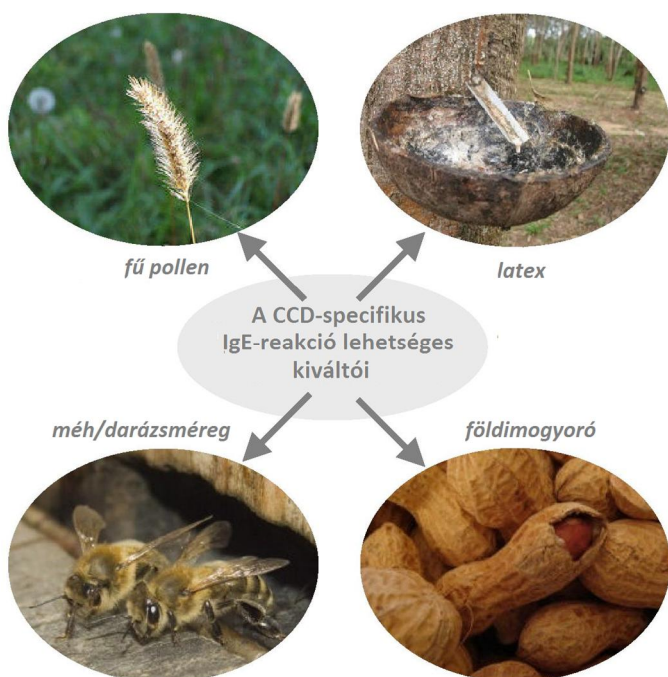 fű pollen
latex
A CCD-specifikus
IgE-reakció lehetséges
kiváltói
méh/darázsméreg
földimogyoró